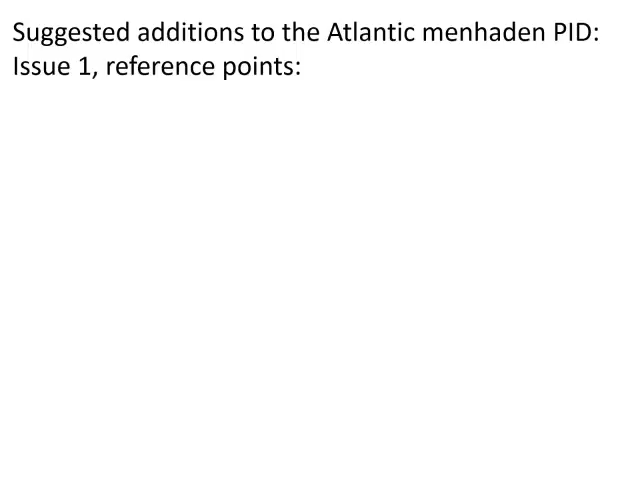 Suggested additions to the Atlantic menhaden PID:
Issue 1, reference points: